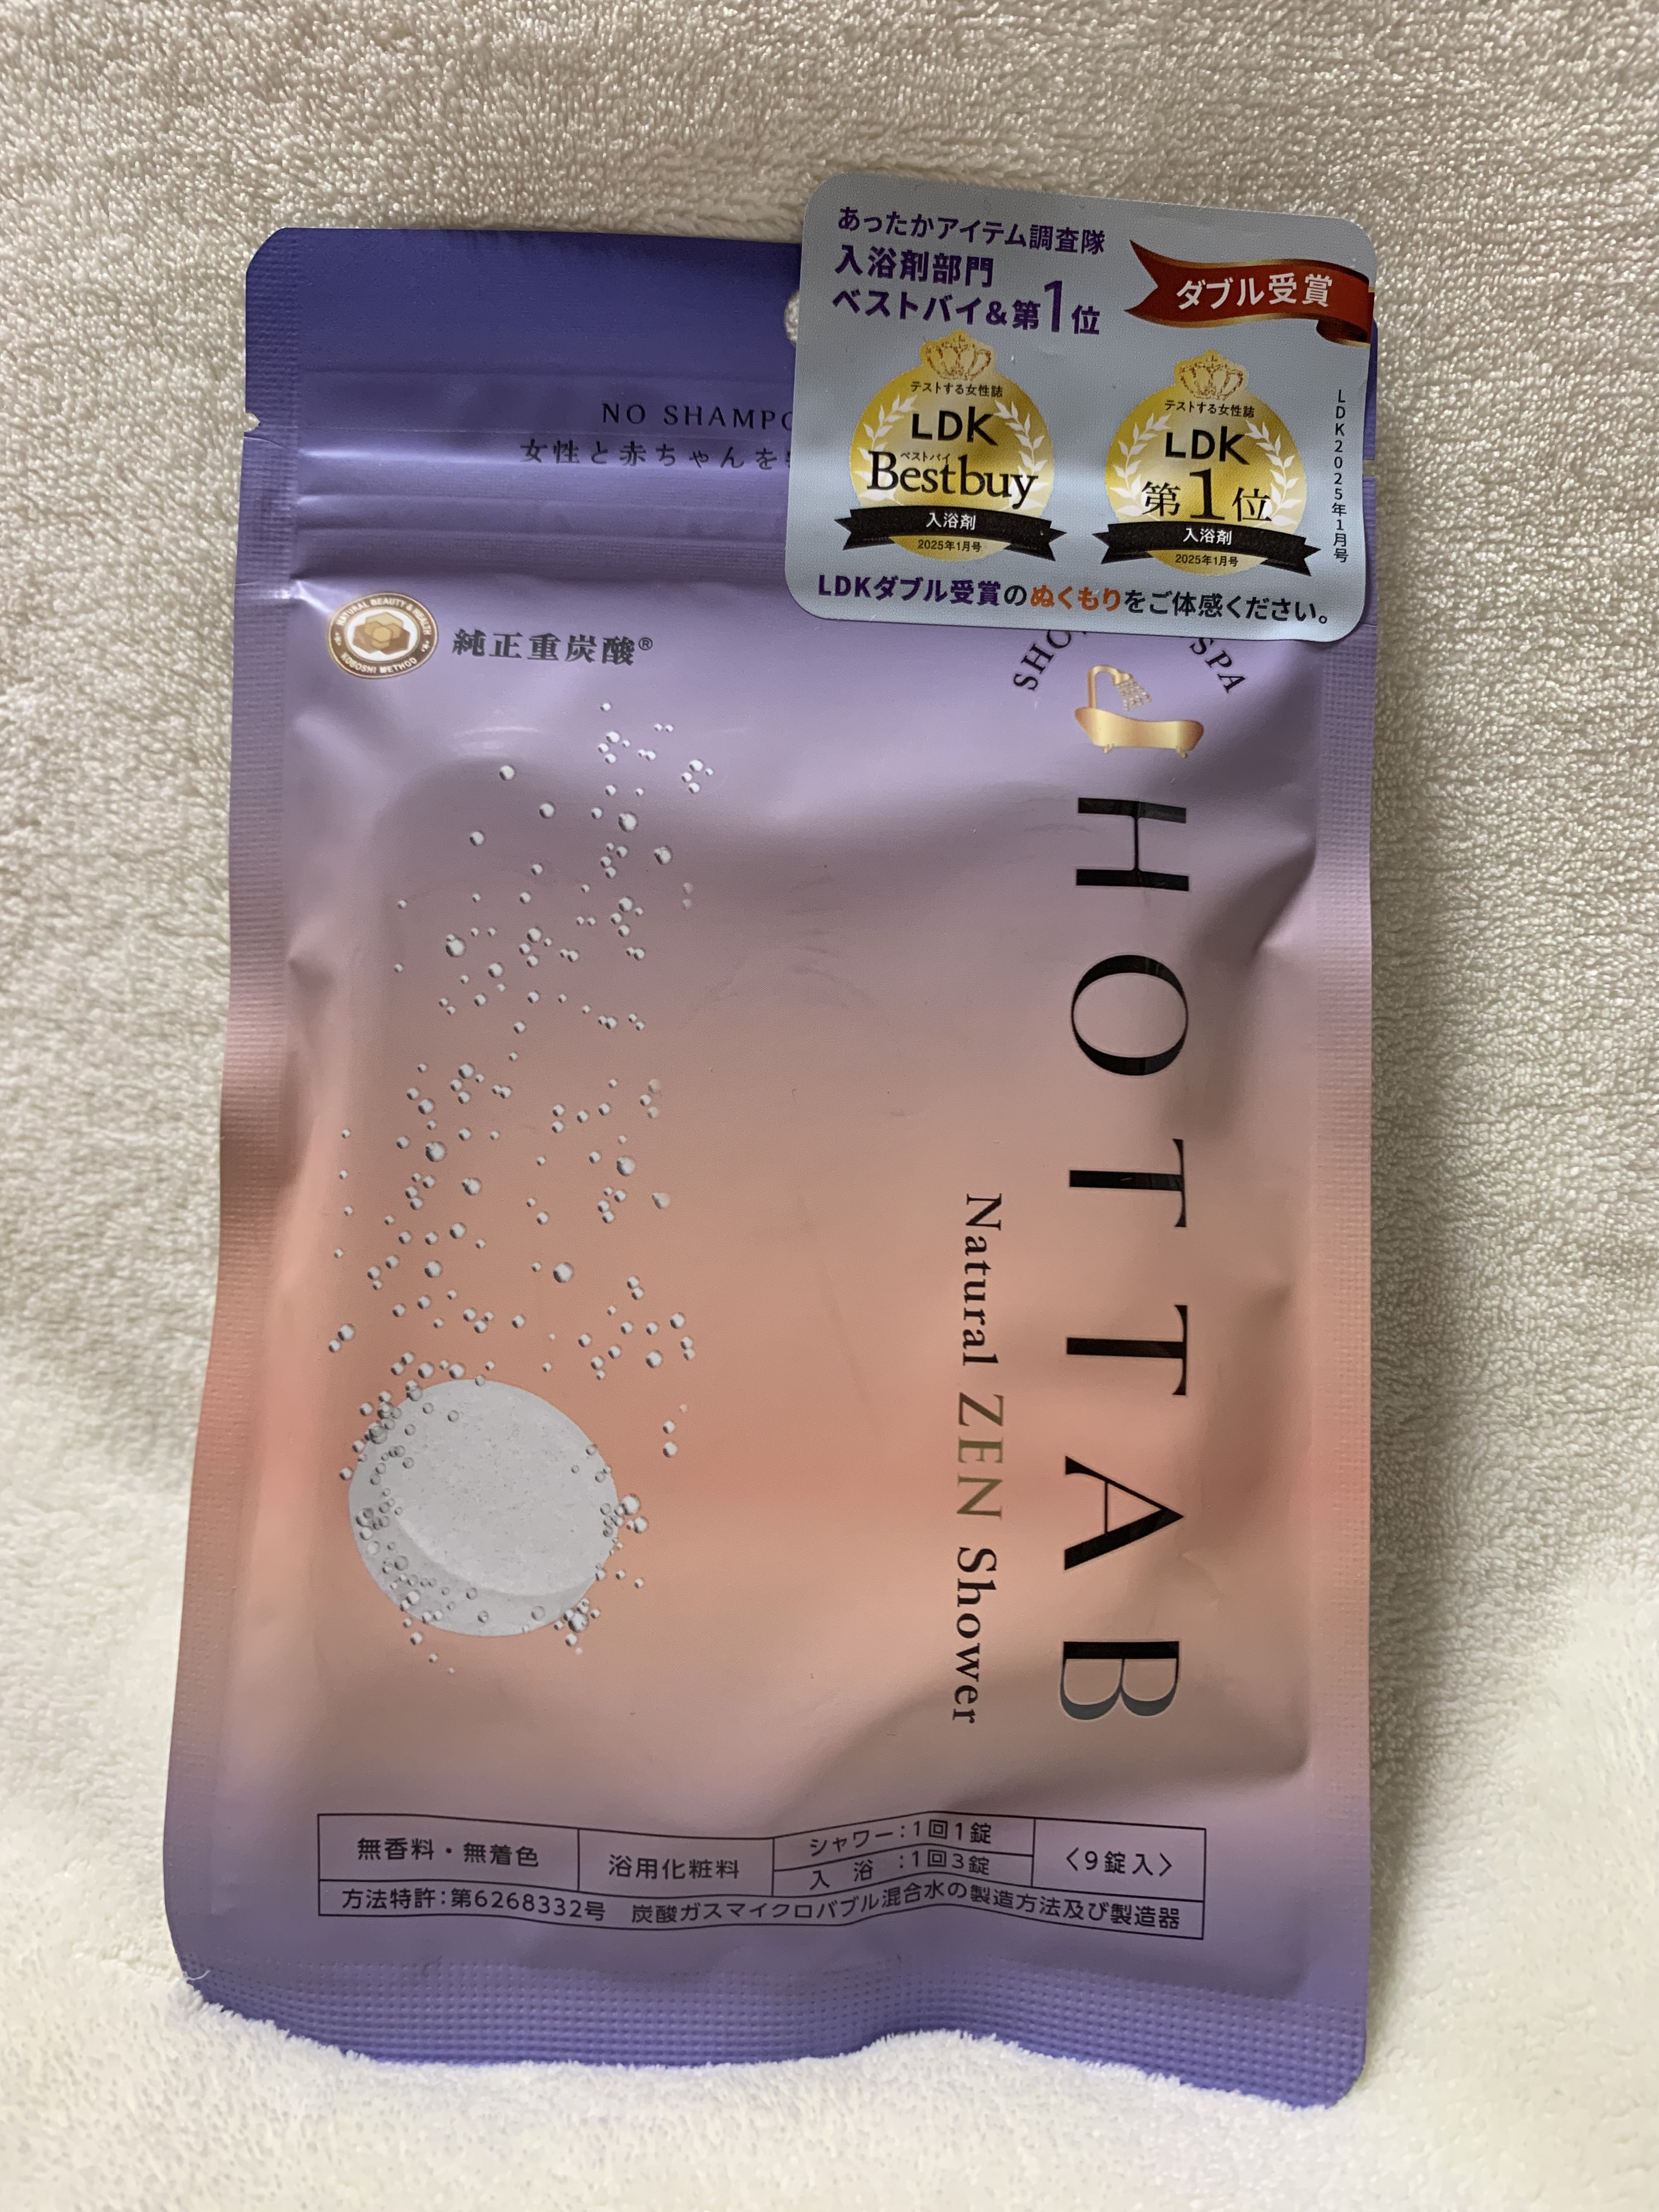 あったかアイテム調査隊
入浴剤部門
ベストバイ&第1位
ダブル受賞
テストする女性誌
LDK
ベストバイ
Bestbuy
入浴剤
2025年1月号
テストする女性誌
LDK
第1位
入浴剤
2025年1月号
LDK2025年1月号
LDKダブル受賞のぬくもりをご体感ください。
NO SHAMPO
女性と赤ちゃんを
NATURAL BEAUTY & HEALTH
KOBOSHI METHOD
純正重炭酸®
SHO
SPA
HOT TAB
Natural ZEN Shower
無香料・無着色
浴用化粧料
シャワー:1回1錠
入 浴 :1回3錠
〈9錠入〉
方法特許:第6268332号 炭酸ガスマイクロバブル混合水の製造方法及び製造器